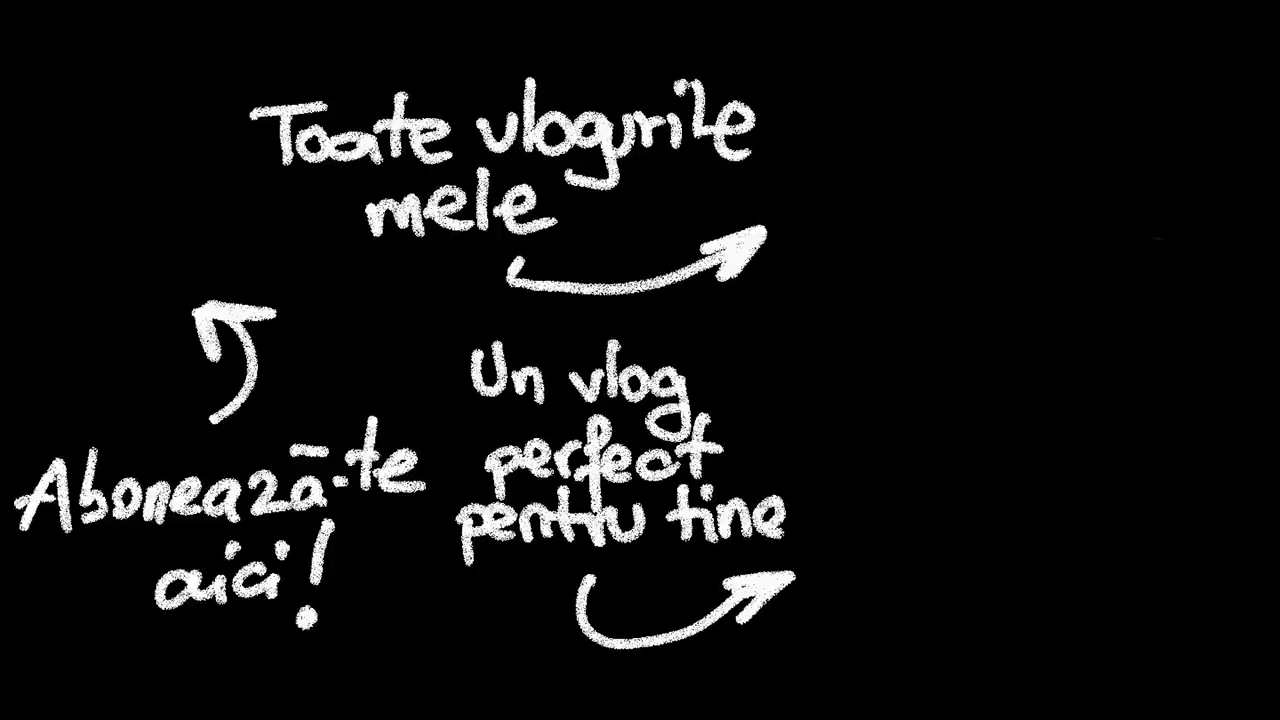 Toate vlogurile
mele
Un vlog
perfect
pentru tine
Abonează-te
aici!